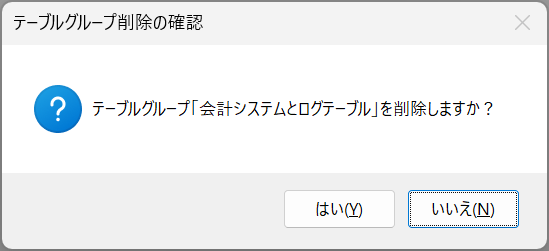 テーブルグループ削除の確認
テーブルグループ「会計システムとログテーブル」を削除しますか？
はい(Y)
いいえ(N)